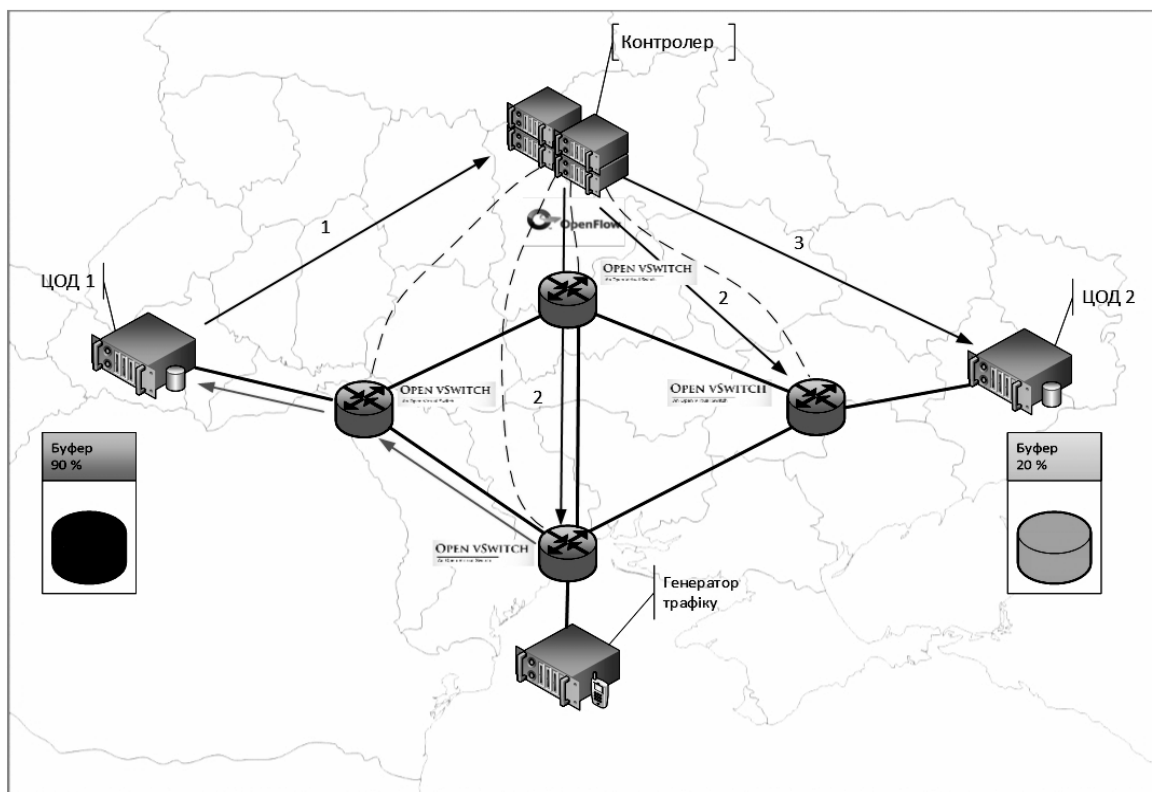 Контролер
1
OpenFlow
3
OPEN VSWITCH
ЦОД 1
2
ЦОД 2
OPEN VSWITCH
2
OPEN VSWITCH
Буфер
90 %
Буфер
20 %
OPEN VSWITCH
Генератор
трафіку